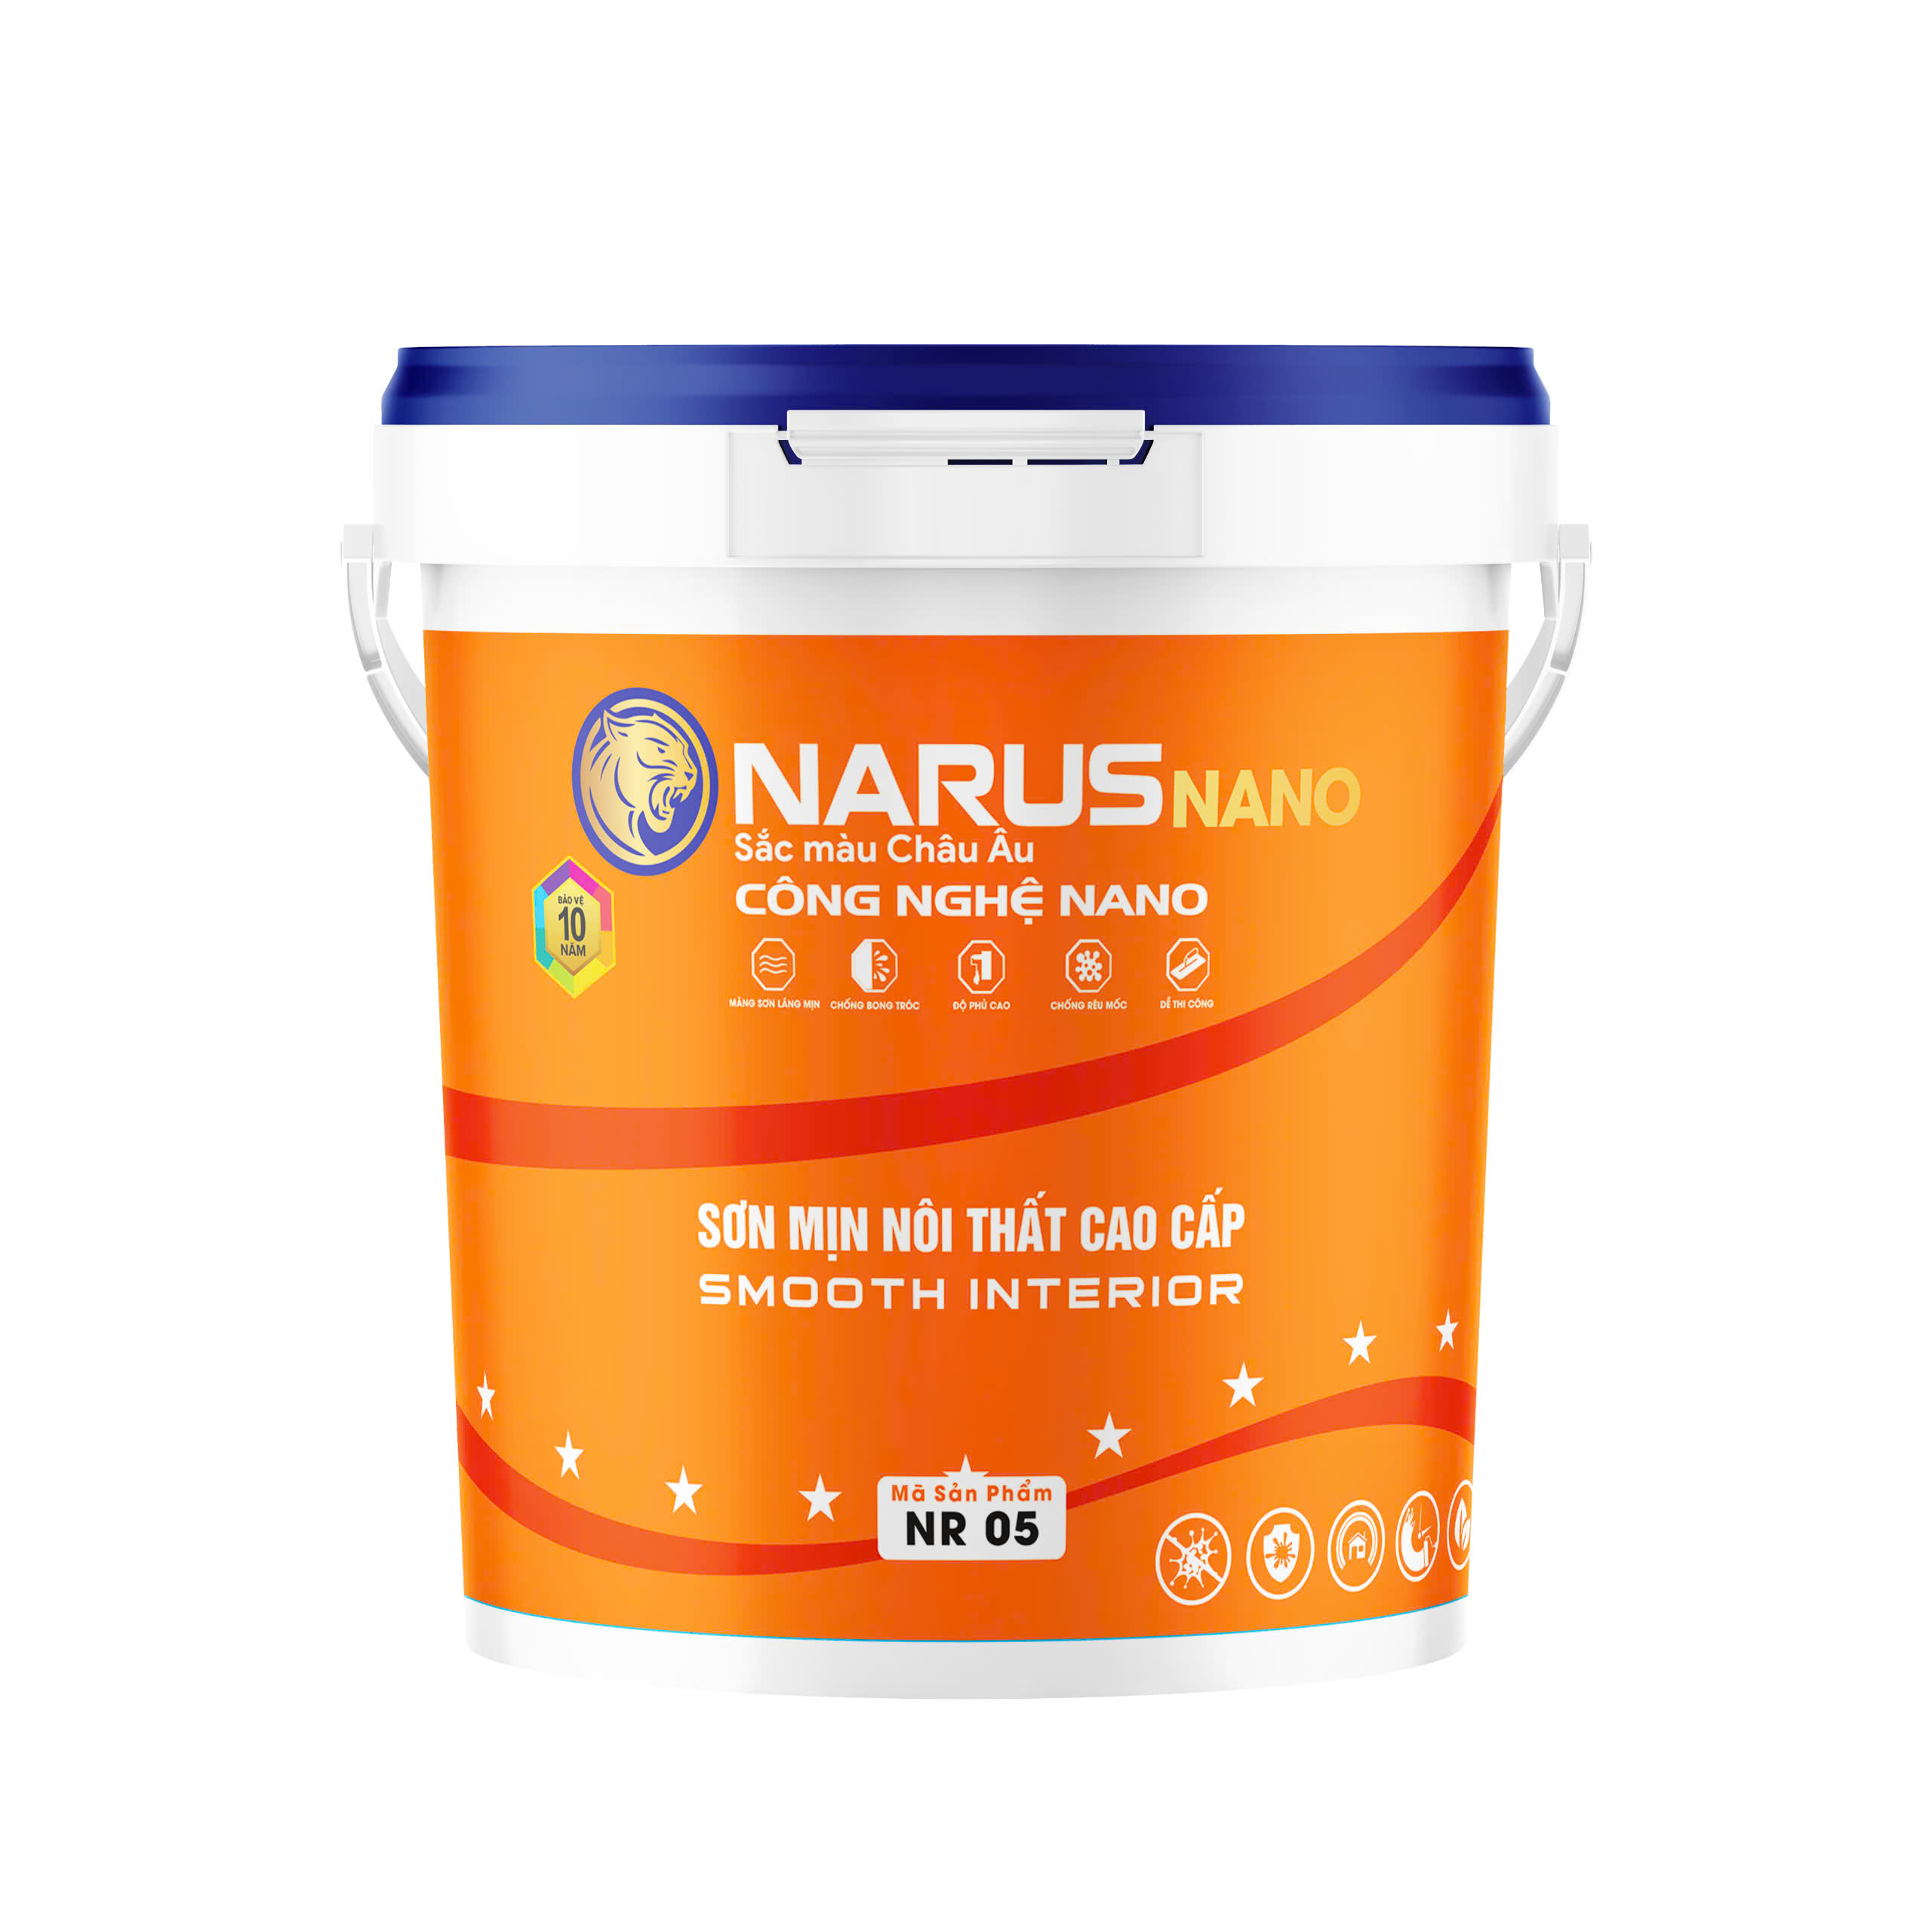 NARUS NANO
Sắc màu Châu Âu
CÔNG NGHỆ NANO
BẢO VỆ
10
NĂM
MÀNG SƠN LÁNG MỊN CHỐNG BONG TRÓC ĐỘ PHỦ CAO CHỐNG RÊU MỐC DỄ THI CÔNG
SƠN MỊN NÔI THẤT CAO CẤP
SMOOTH INTERIOR
Mã Sản Phẩm
NR 05